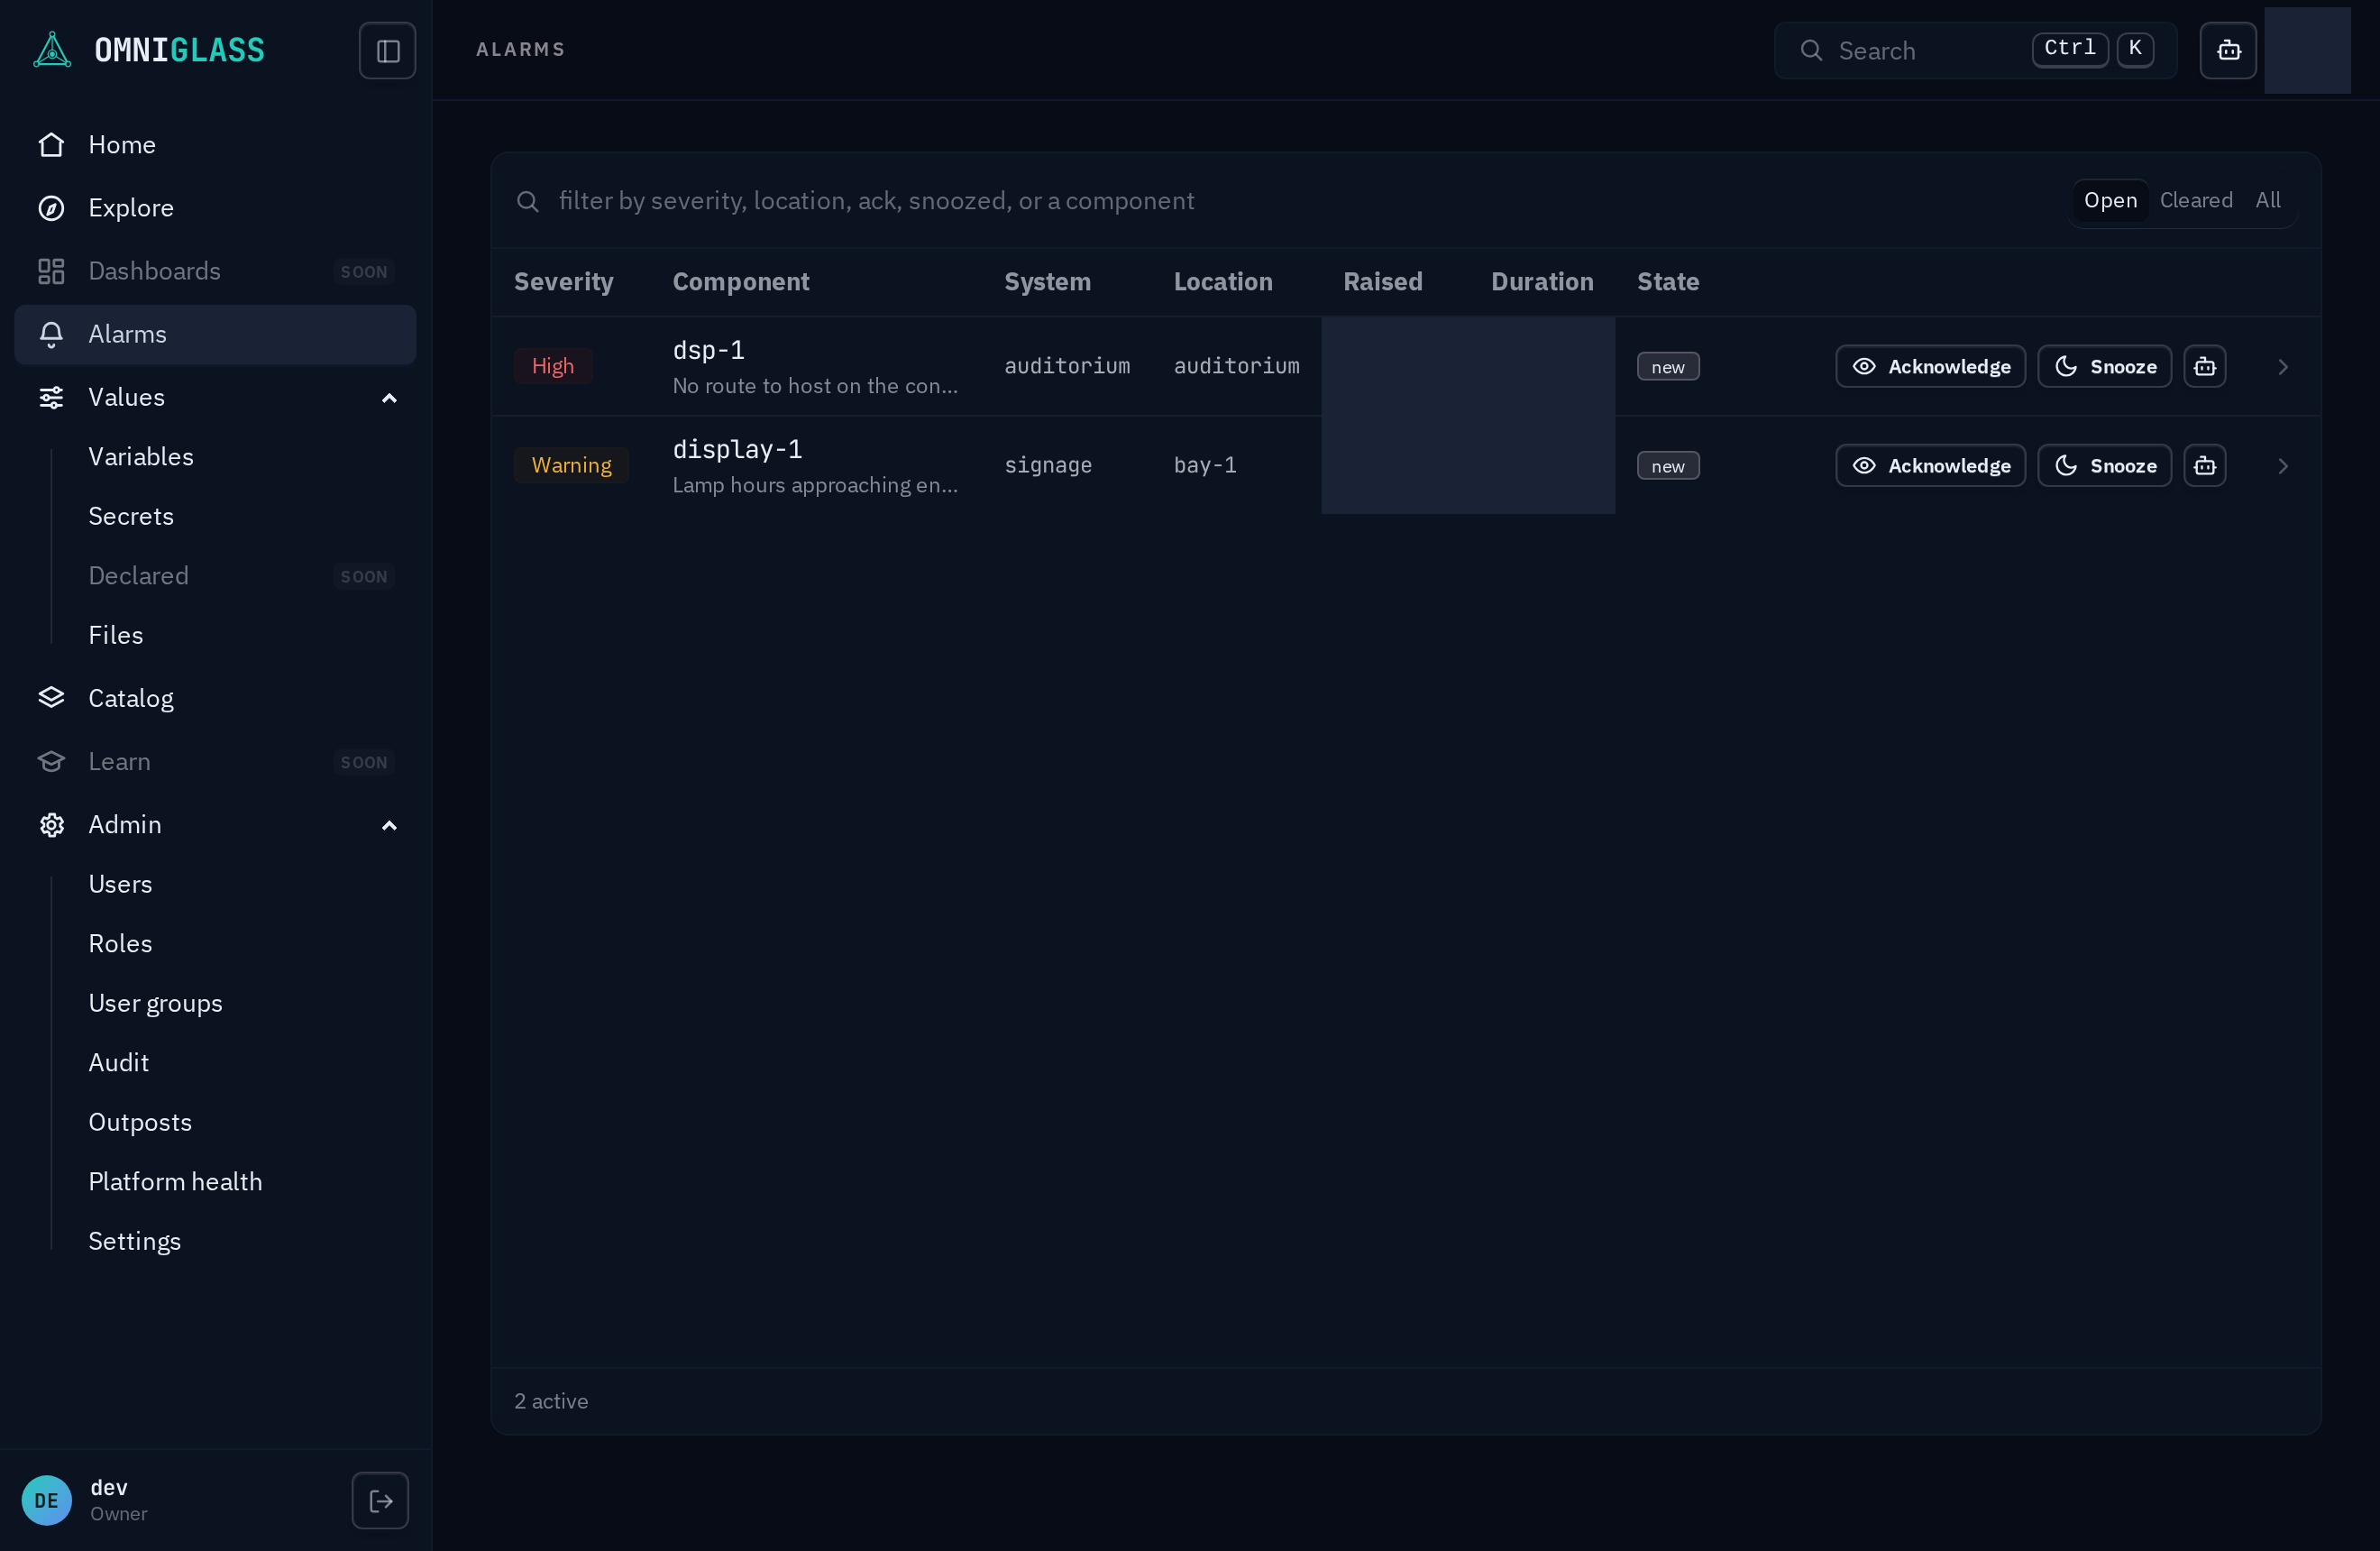 OMNIGLASS
Home
Explore
Dashboards SOON
Alarms
Values
Variables
Secrets
Declared SOON
Files
Catalog
Learn SOON
Admin
Users
Roles
User groups
Audit
Outposts
Platform health
Settings
DE dev
Owner
ALARMS
Search Ctrl K
filter by severity, location, ack, snoozed, or a component
Open Cleared All
Severity Component System Location Raised Duration State
High dsp-1 auditorium auditorium new Acknowledge Snooze
No route to host on the con...
Warning display-1 signage bay-1 new Acknowledge Snooze
Lamp hours approaching en...
2 active